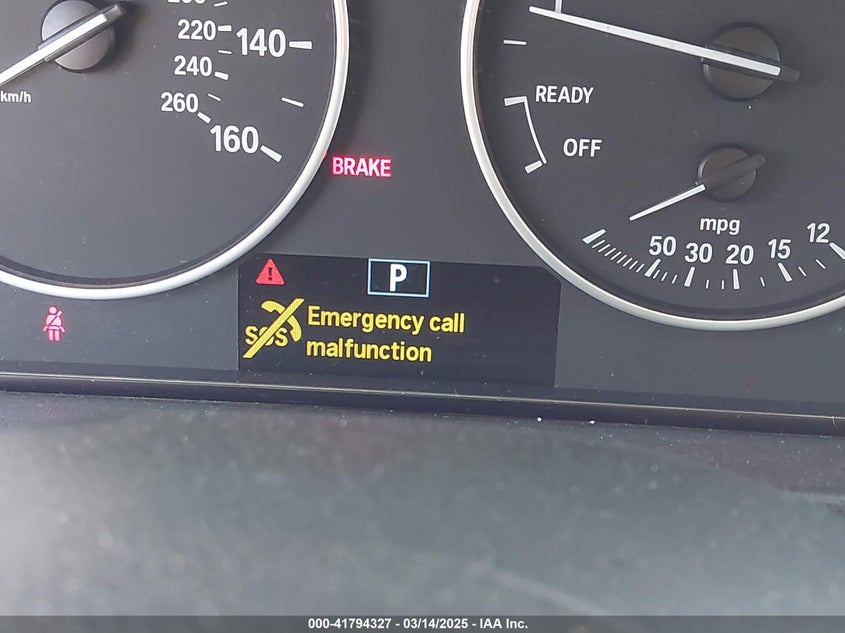 220
140
240
km/h
260
160
BRAKE
READY
OFF
mpg
50 30 20 15 12
P
SOS
Emergency call
malfunction
000-41794327 - 03/14/2025 - IAA Inc.